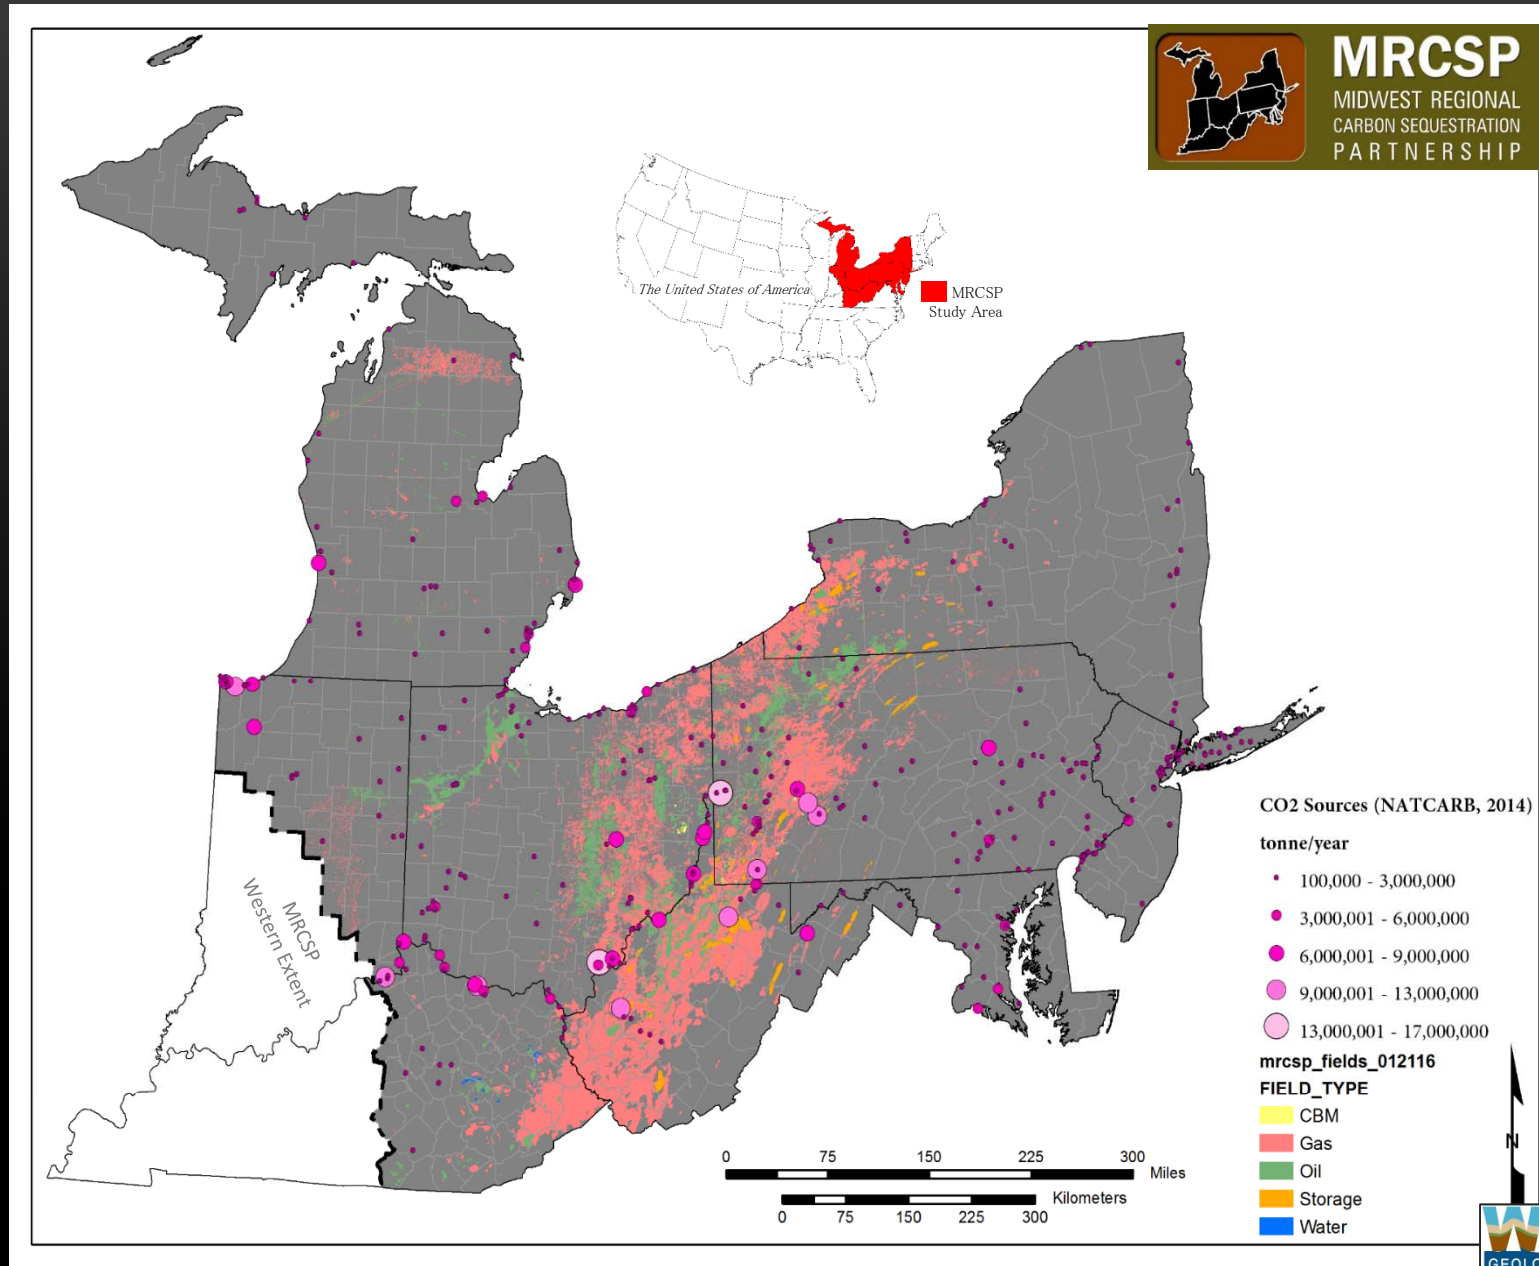 MRCSP
MIDWEST REGIONAL
CARBON SEQUESTRATION
PARTNERSHIP
The United States of America
MRCSP
Study Area
MRCSP
Western Extent
CO2 Sources (NATCARB, 2014)
tonne/year
100,000 - 3,000,000
3,000,001 - 6,000,000
6,000,001 - 9,000,000
9,000,001 - 13,000,000
13,000,001 - 17,000,000
mrcsp_fields_012116
FIELD_TYPE
CBM
Gas
Oil
Storage
Water
N
0 75 150 225 300
Miles
Kilometers
0 75 150 225 300